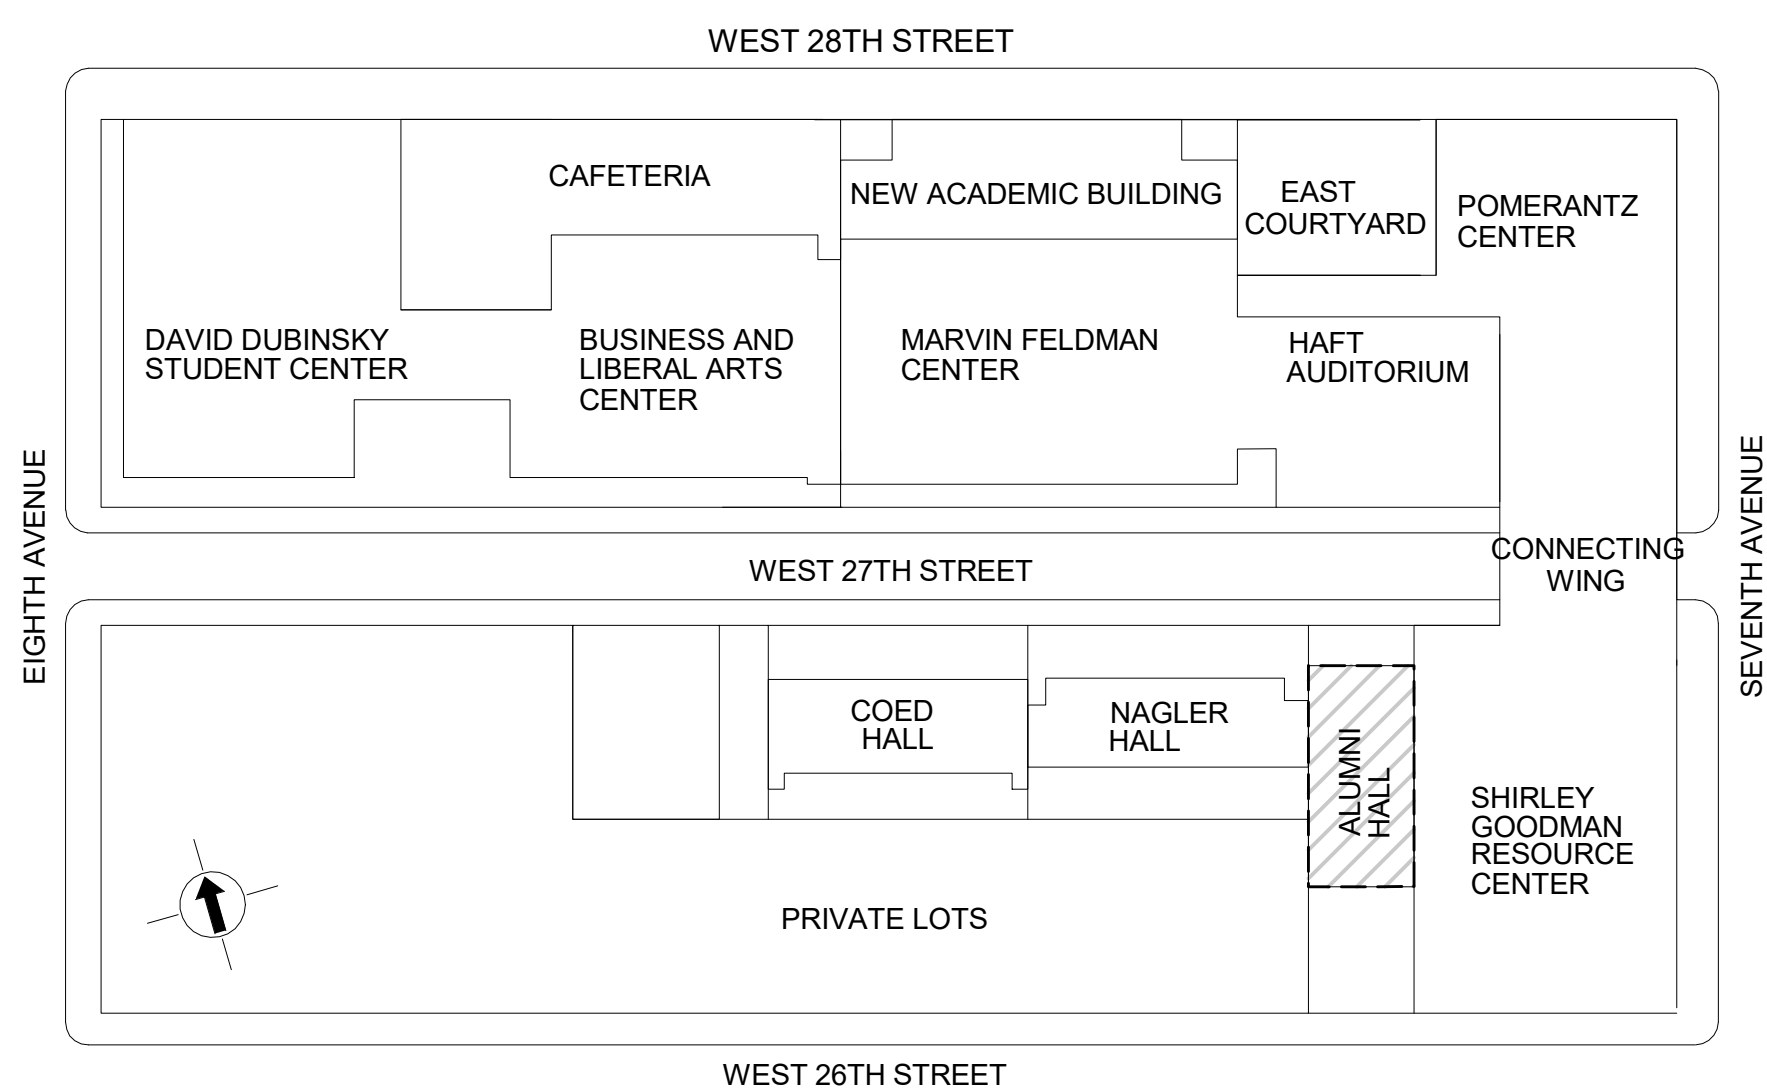 WEST 28TH STREET
CAFETERIA
NEW ACADEMIC BUILDING
EAST
COURTYARD
POMERANTZ
CENTER
DAVID DUBINSKY
STUDENT CENTER
BUSINESS AND
LIBERAL ARTS
CENTER
MARVIN FELDMAN
CENTER
HAFT
AUDITORIUM
EIGHTH AVENUE
SEVENTH AVENUE
CONNECTING
WING
WEST 27TH STREET
COED
HALL
NAGLER
HALL
ALUMNI
HALL
SHIRLEY
GOODMAN
RESOURCE
CENTER
PRIVATE LOTS
WEST 26TH STREET